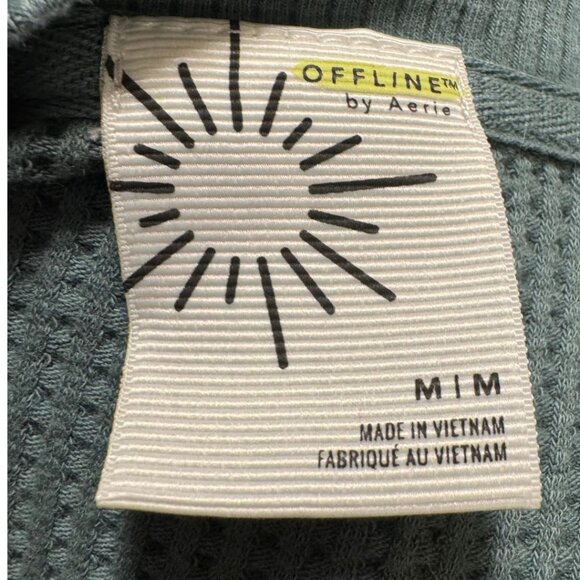 OFFLINE™
by Aerie
M | M
MADE IN VIETNAM
FABRIQUÉ AU VIETNAM